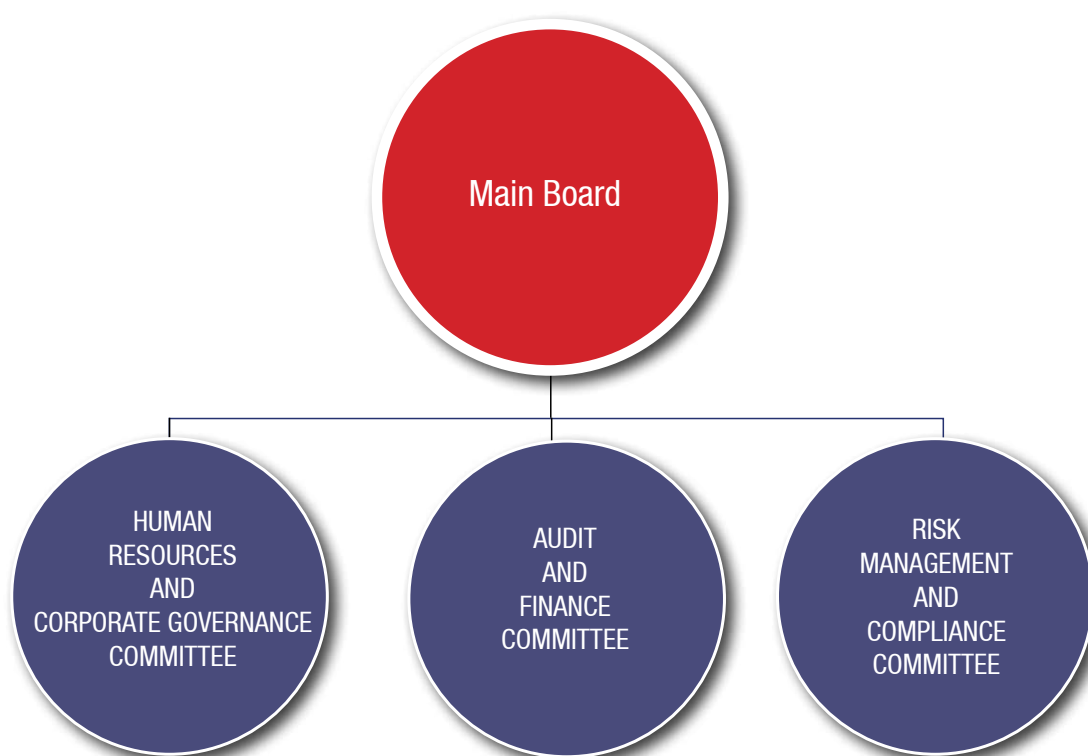 Main Board
HUMAN
RESOURCES
AND
CORPORATE GOVERNANCE
COMMITTEE
AUDIT
AND
FINANCE
COMMITTEE
RISK
MANAGEMENT
AND
COMPLIANCE
COMMITTEE